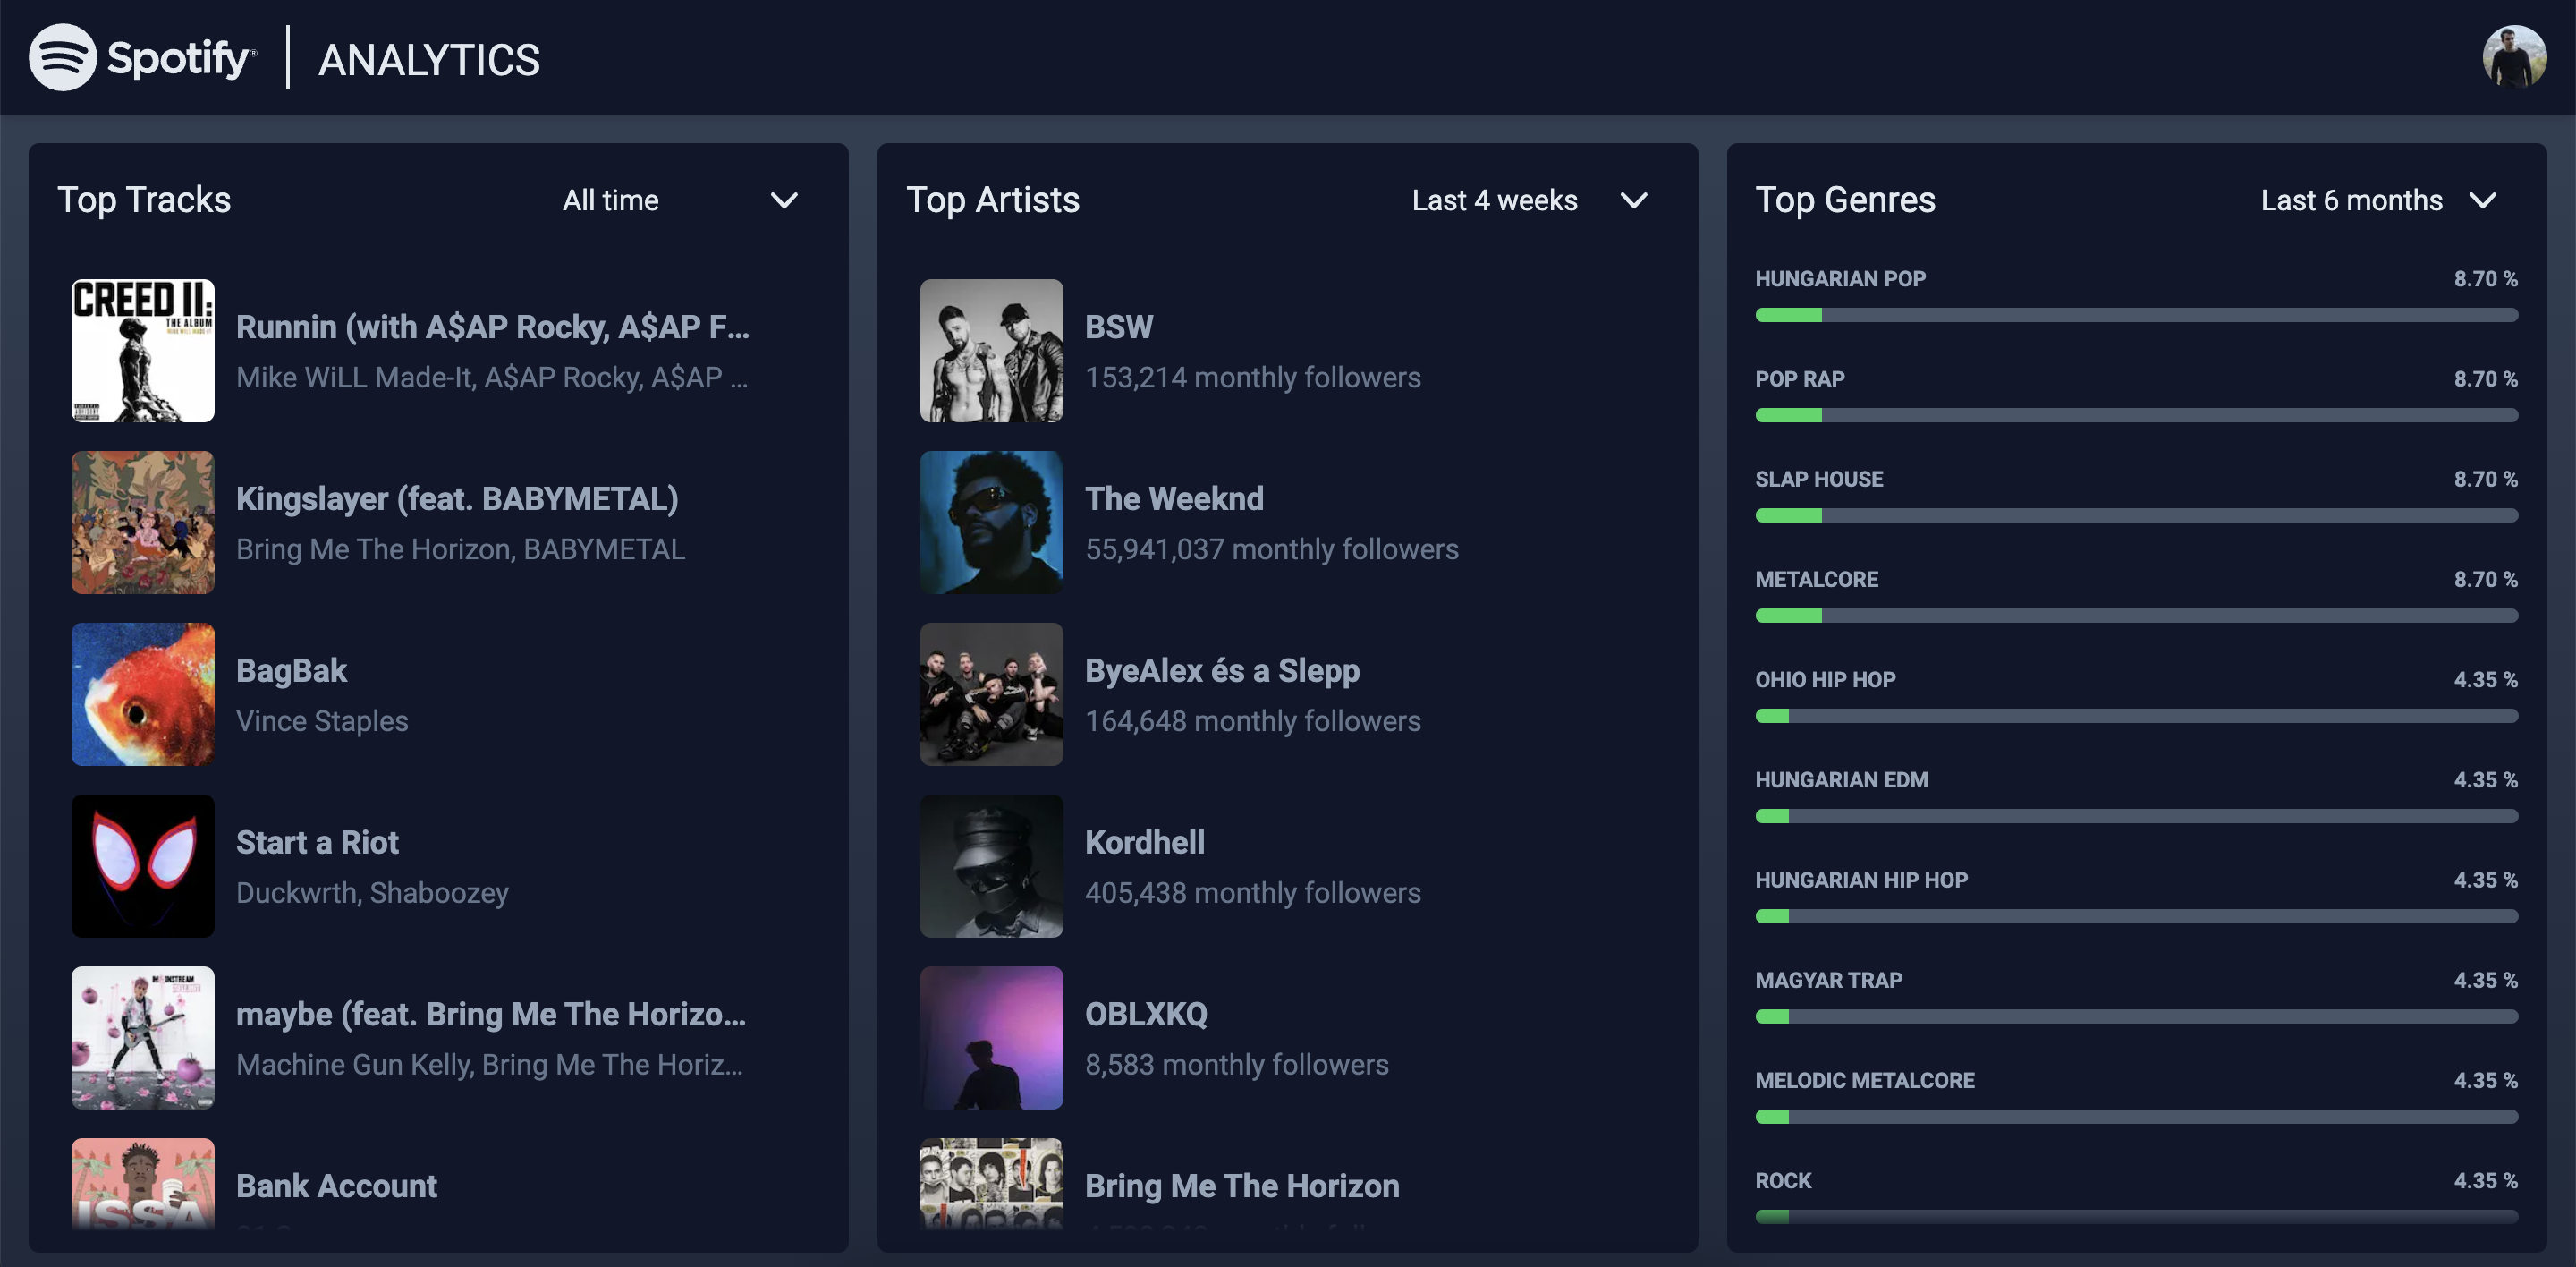 Spotify®
ANALYTICS
Top Tracks
All time
CREED II:
THE ALBUM
Runnin (with A$AP Rocky, A$AP F...
Mike WiLL Made-It, A$AP Rocky, A$AP ...
Kingslayer (feat. BABYMETAL)
Bring Me The Horizon, BABYMETAL
BagBak
Vince Staples
Start a Riot
Duckwrth, Shaboozey
maybe (feat. Bring Me The Horizo...
Machine Gun Kelly, Bring Me The Horiz...
Bank Account
ISSA
Top Artists
Last 4 weeks
BSW
153,214 monthly followers
The Weeknd
55,941,037 monthly followers
ByeAlex és a Slepp
164,648 monthly followers
Kordhell
405,438 monthly followers
OBLXKQ
8,583 monthly followers
Bring Me The Horizon
Top Genres
Last 6 months
HUNGARIAN POP 8.70 %
POP RAP 8.70 %
SLAP HOUSE 8.70 %
METALCORE 8.70 %
OHIO HIP HOP 4.35 %
HUNGARIAN EDM 4.35 %
HUNGARIAN HIP HOP 4.35 %
MAGYAR TRAP 4.35 %
MELODIC METALCORE 4.35 %
ROCK 4.35 %